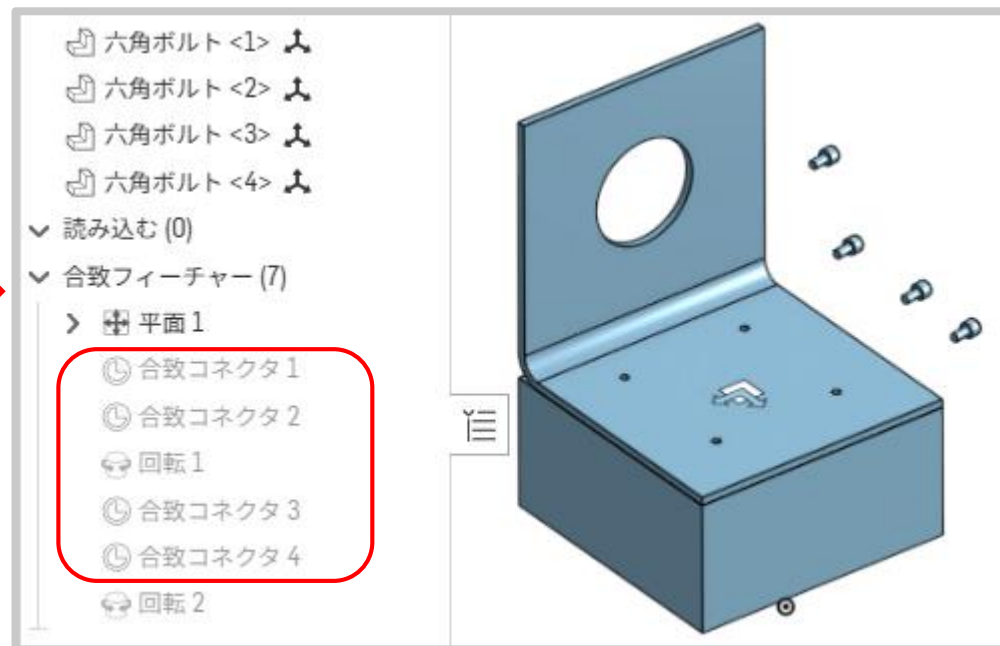 六角ボルト <1>
六角ボルト <2>
六角ボルト <3>
六角ボルト <4>
読み込む (0)
合致フィーチャー (7)
平面 1
合致コネクタ 1
合致コネクタ 2
回転 1
合致コネクタ 3
合致コネクタ 4
回転 2